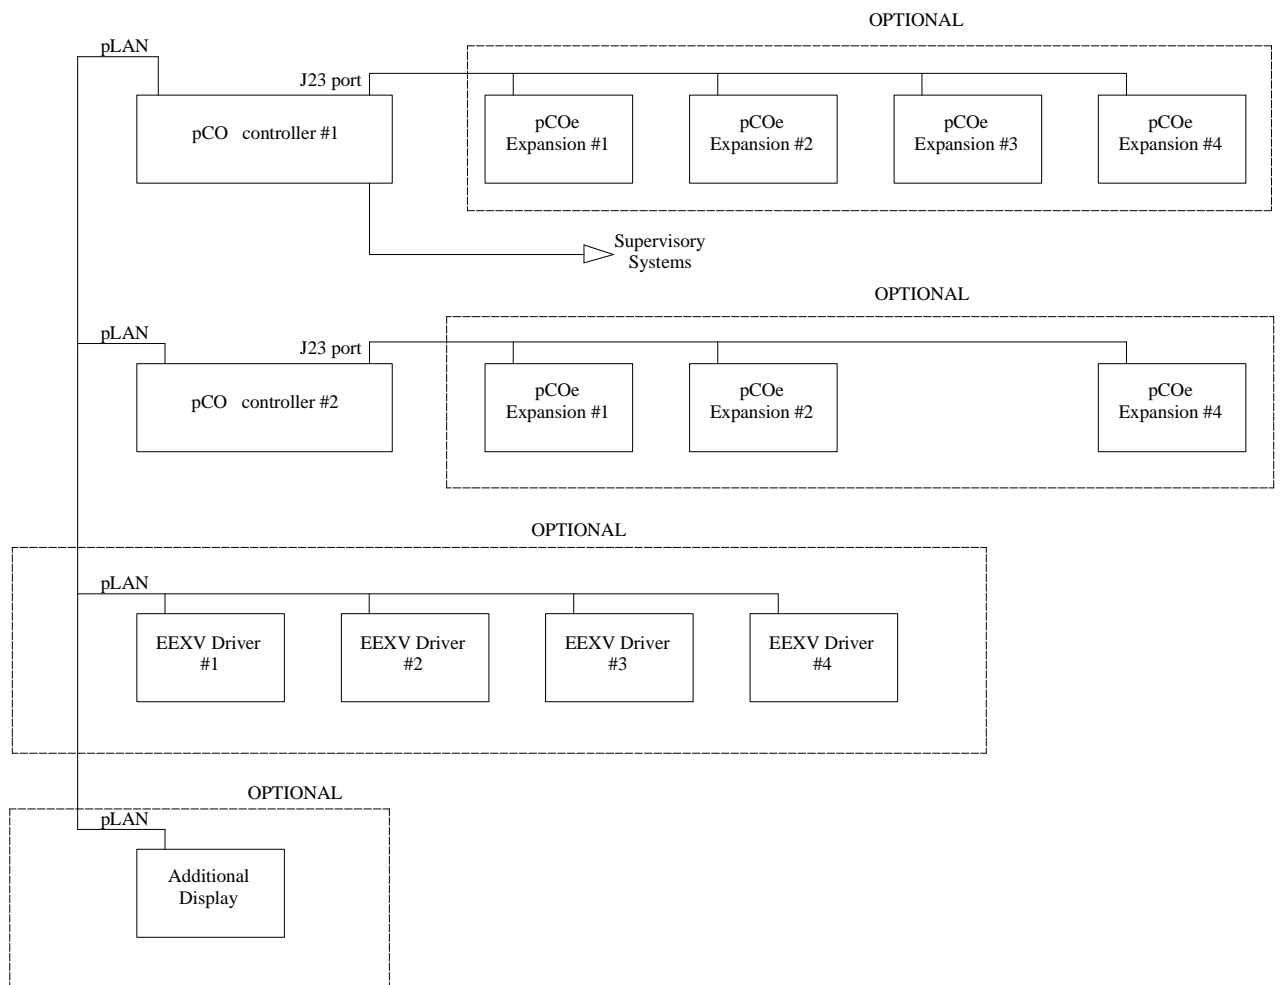 OPTIONAL
pLAN
J23 port
pCO controller #1
pCOe
Expansion #1
pCOe
Expansion #2
pCOe
Expansion #3
pCOe
Expansion #4
Supervisory
Systems
OPTIONAL
pLAN
J23 port
pCO controller #2
pCOe
Expansion #1
pCOe
Expansion #2
pCOe
Expansion #4
OPTIONAL
pLAN
EEXV Driver
#1
EEXV Driver
#2
EEXV Driver
#3
EEXV Driver
#4
OPTIONAL
pLAN
Additional
Display